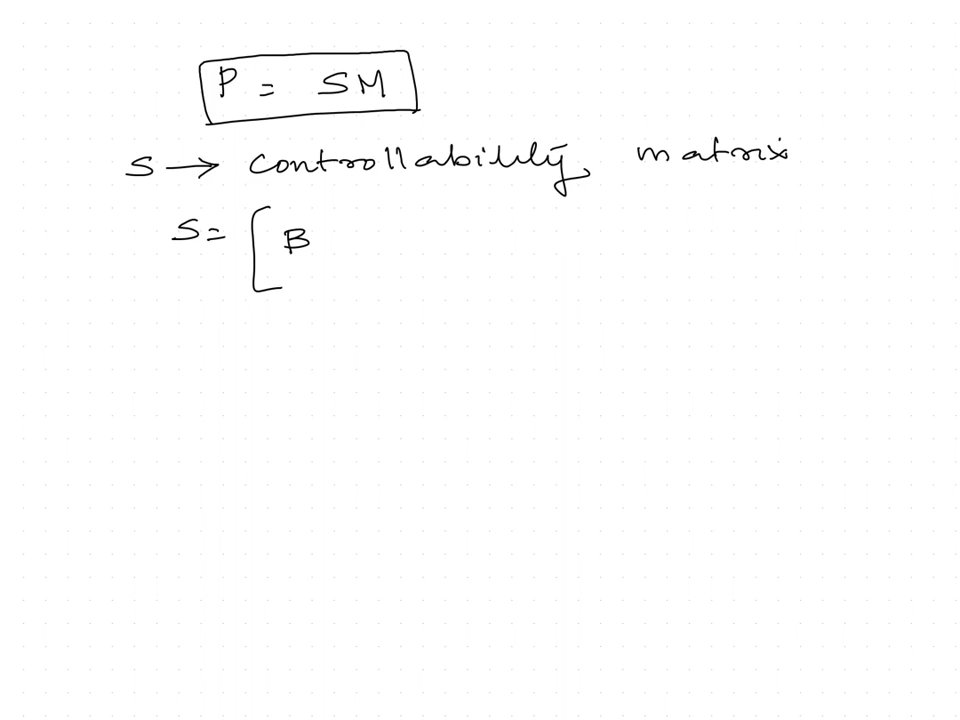 P = SM
S → controllability matrix
S = [ B